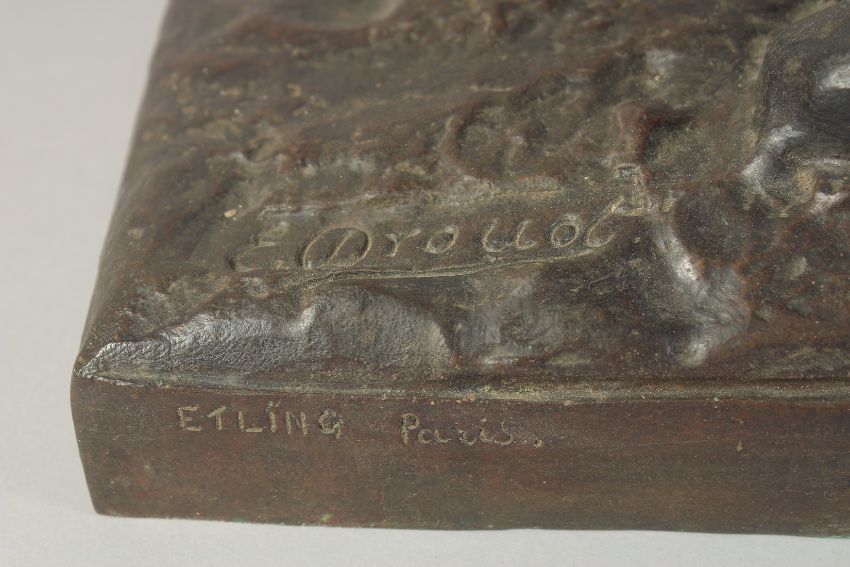 E. Drouot
ETLING Paris.